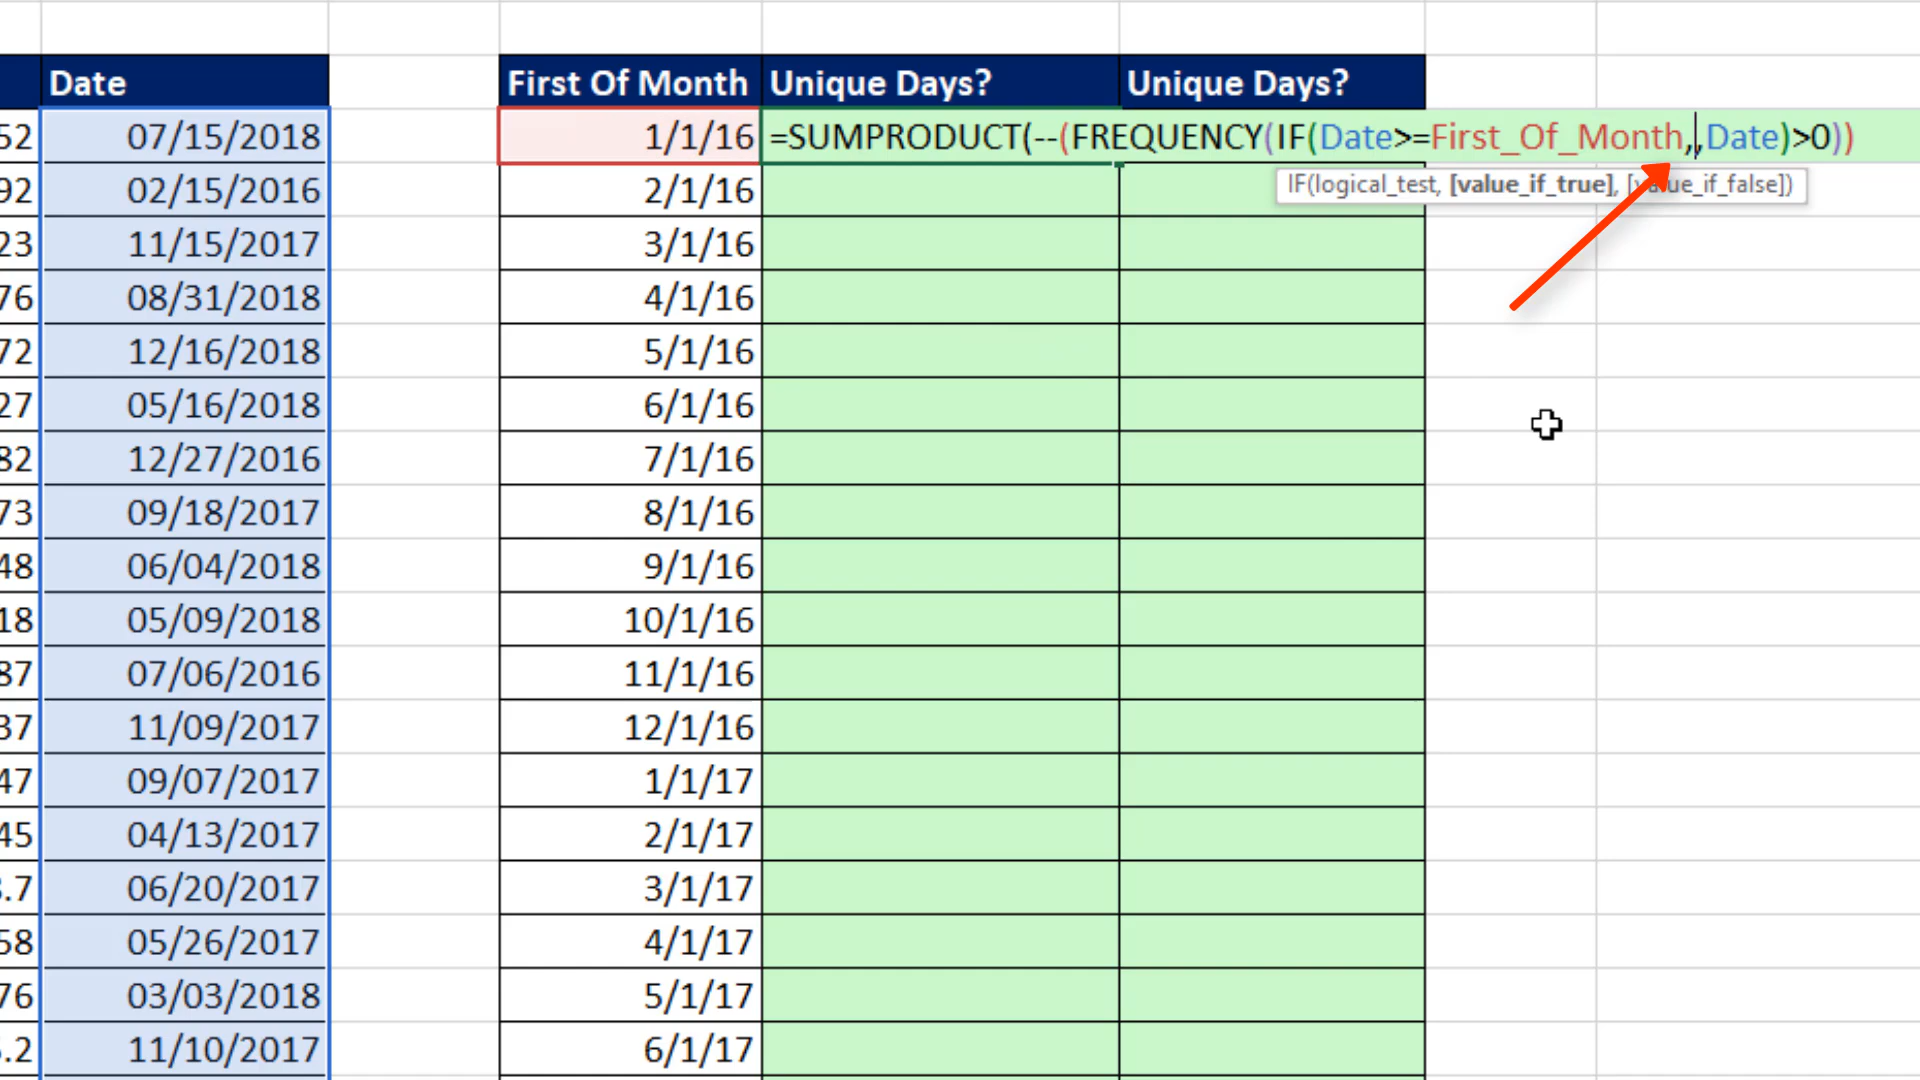 Date First Of Month Unique Days? Unique Days?
52 07/15/2018 1/1/16 =SUMPRODUCT(--(FREQUENCY(IF(Date>=First_Of_Month,,Date)>0))
IF(logical_test, [value_if_true], [value_if_false])
92 02/15/2016 2/1/16
23 11/15/2017 3/1/16
76 08/31/2018 4/1/16
72 12/16/2018 5/1/16
27 05/16/2018 6/1/16
82 12/27/2016 7/1/16
73 09/18/2017 8/1/16
48 06/04/2018 9/1/16
18 05/09/2018 10/1/16
87 07/06/2016 11/1/16
37 11/09/2017 12/1/16
47 09/07/2017 1/1/17
45 04/13/2017 2/1/17
.7 06/20/2017 3/1/17
58 05/26/2017 4/1/17
76 03/03/2018 5/1/17
.2 11/10/2017 6/1/17